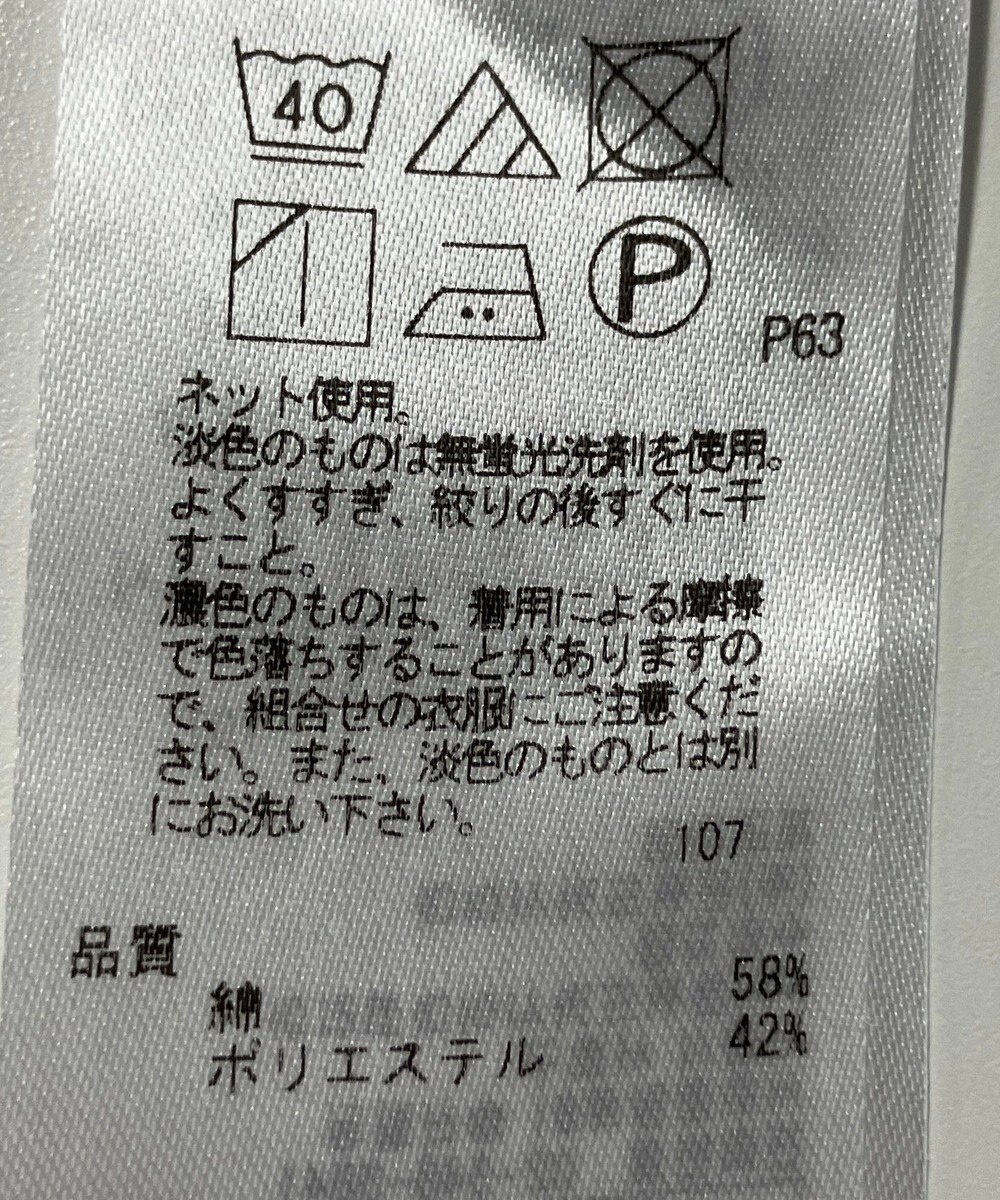 40
P
P63
ネット使用。
淡色のものは無蛍光洗剤を使用。
よくすすぎ、絞りの後すぐに干
すこと。
濃色のものは、着用による摩擦
で色落ちすることがありますの
で、組合せの衣服にご注意くだ
さい。また、淡色のものとは別
にお洗い下さい。
107
品質
綿 58%
ポリエステル 42%